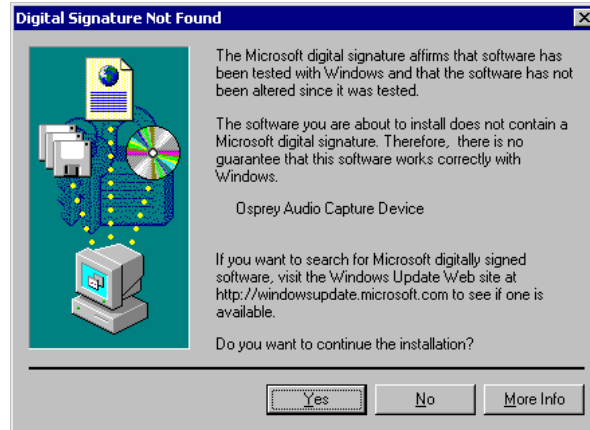 Digital Signature Not Found
The Microsoft digital signature affirms that software has
been tested with Windows and that the software has not
been altered since it was tested.
The software you are about to install does not contain a
Microsoft digital signature. Therefore, there is no
guarantee that this software works correctly with
Windows.
Osprey Audio Capture Device
If you want to search for Microsoft digitally signed
software, visit the Windows Update Web site at
http://windowsupdate.microsoft.com to see if one is
available.
Do you want to continue the installation?
Yes No More Info